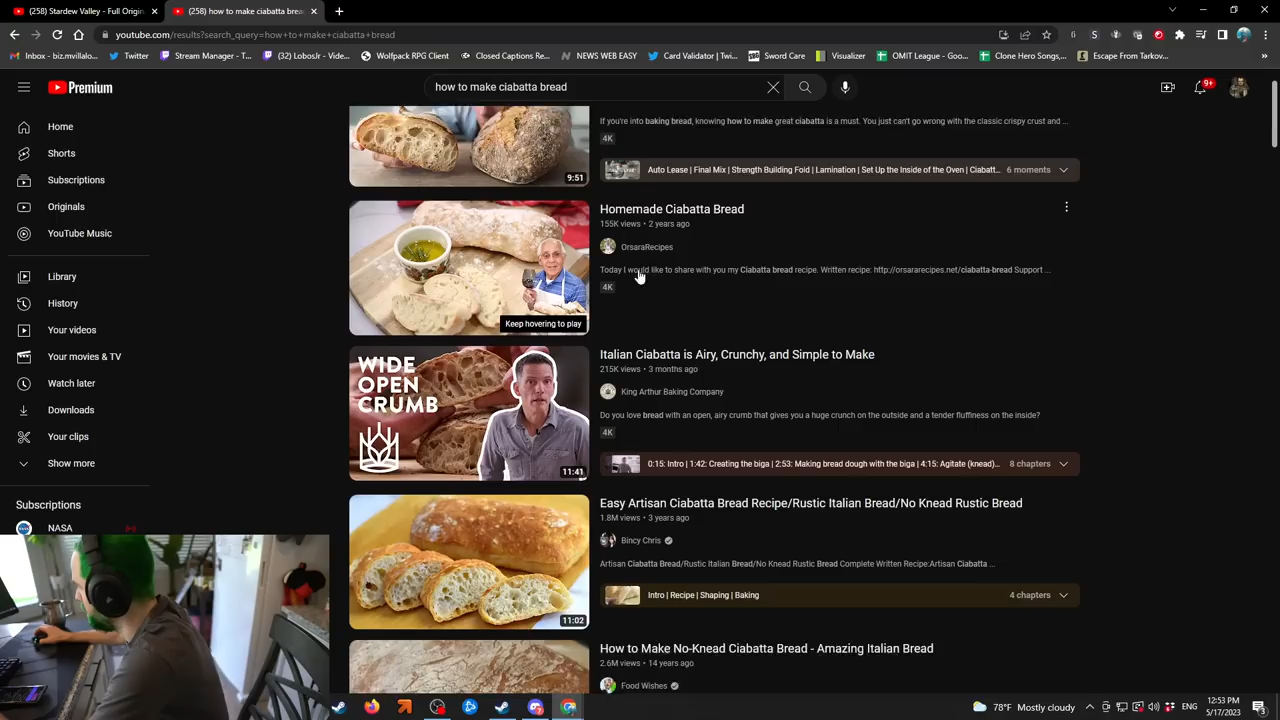 (258) Stardew Valley - Full Origin
(258) how to make ciabatta brea
youtube.com/results?search_query=how+to+make+ciabatta+bread
Inbox - biz.mvillalo...
Twitter
Stream Manager - T...
(32) LobosJr - Video...
Wolfpack RPG Client
Closed Captions Rec...
NEWS WEB EASY
Card Validator | Twi...
Sword Care
Visualizer
OMIT League - Goo...
Clone Hero Songs,...
Escape From Tarkov...
Premium
how to make ciabatta bread
9+
Home
Shorts
Subscriptions
Originals
YouTube Music
Library
History
Your videos
Your movies & TV
Watch later
Downloads
Your clips
Show more
Subscriptions
NASA
If you're into baking bread, knowing how to make great ciabatta is a must. You just can't go wrong with the classic crispy crust and ...
4K
9:51
Auto Lease | Final Mix | Strength Building Fold | Lamination | Set Up the Inside of the Oven | Ciabatt...
6 moments
Homemade Ciabatta Bread
155K views • 2 years ago
OrsaraRecipes
Today I would like to share with you my Ciabatta bread recipe. Written recipe: http://orsararecipes.net/ciabatta-bread Support ...
4K
Keep hovering to play
WIDE
OPEN
CRUMB
11:41
Italian Ciabatta is Airy, Crunchy, and Simple to Make
215K views • 3 months ago
King Arthur Baking Company
Do you love bread with an open, airy crumb that gives you a huge crunch on the outside and a tender fluffiness on the inside?
4K
0:15: Intro | 1:42: Creating the biga | 2:53: Making bread dough with the biga | 4:15: Agitate (knead)...
8 chapters
11:02
Easy Artisan Ciabatta Bread Recipe/Rustic Italian Bread/No Knead Rustic Bread
1.8M views • 3 years ago
Bincy Chris
Artisan Ciabatta Bread/Rustic Italian Bread/No Knead Rustic Bread Complete Written Recipe:Artisan Ciabatta ...
Intro | Recipe | Shaping | Baking
4 chapters
How to Make No-Knead Ciabatta Bread - Amazing Italian Bread
2.6M views • 14 years ago
Food Wishes
78°F Mostly cloudy
ENG
12:53 PM
5/17/2023